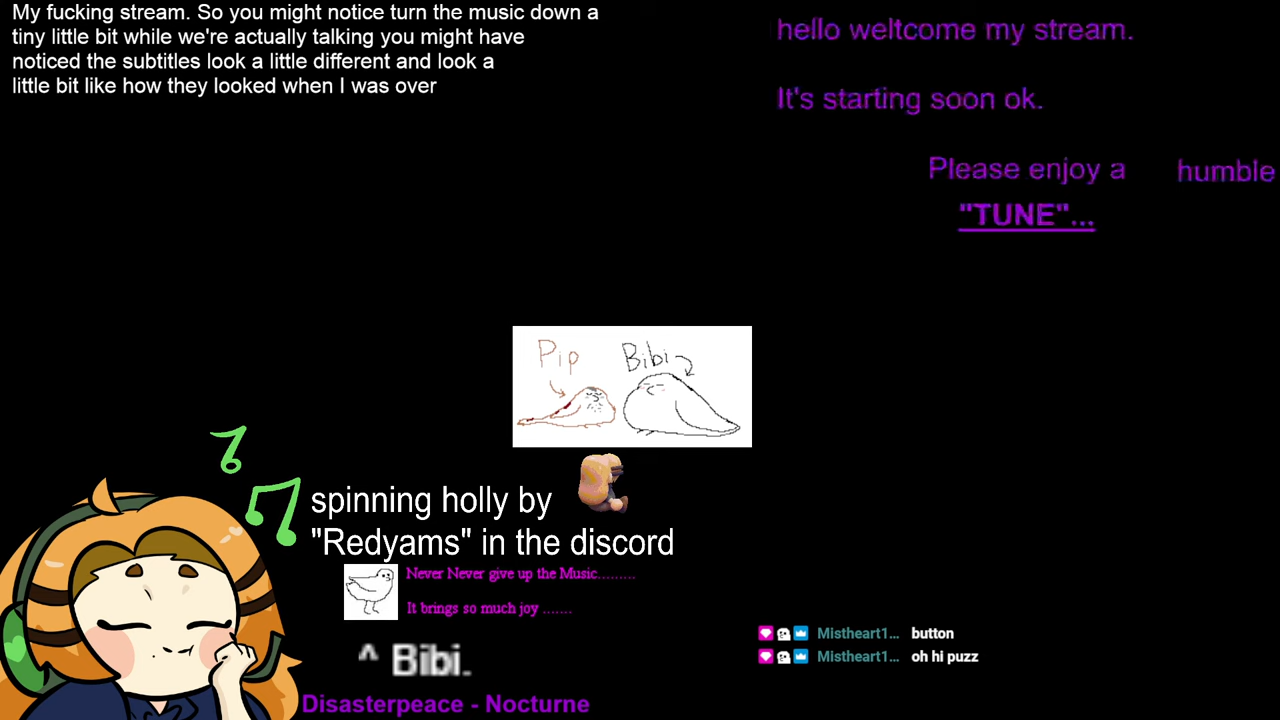 My fucking stream. So you might notice turn the music down a
tiny little bit while we're actually talking you might have
noticed the subtitles look a little different and look a
little bit like how they looked when I was over
hello weltcome my stream.
It's starting soon ok.
Please enjoy a humble
"TUNE"...
Pip Bibi
spinning holly by
"Redyams" in the discord
Never Never give up the Music.........
It brings so much joy .......
^ Bibi.
Mistheart1... button
Mistheart1... oh hi puzz
Disasterpeace - Nocturne